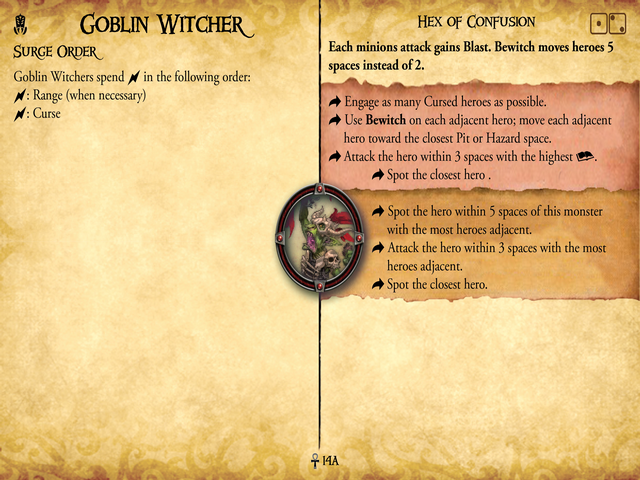 Goblin Witcher
Surge Order
Goblin Witchers spend in the following order:
: Range (when necessary)
: Curse
Hex of Confusion
Each minions attack gains Blast. Bewitch moves heroes 5
spaces instead of 2.
Engage as many Cursed heroes as possible.
Use Bewitch on each adjacent hero; move each adjacent
hero toward the closest Pit or Hazard space.
Attack the hero within 3 spaces with the highest .
Spot the closest hero .
Spot the hero within 5 spaces of this monster
with the most heroes adjacent.
Attack the hero within 3 spaces with the most
heroes adjacent.
Spot the closest hero.
14A